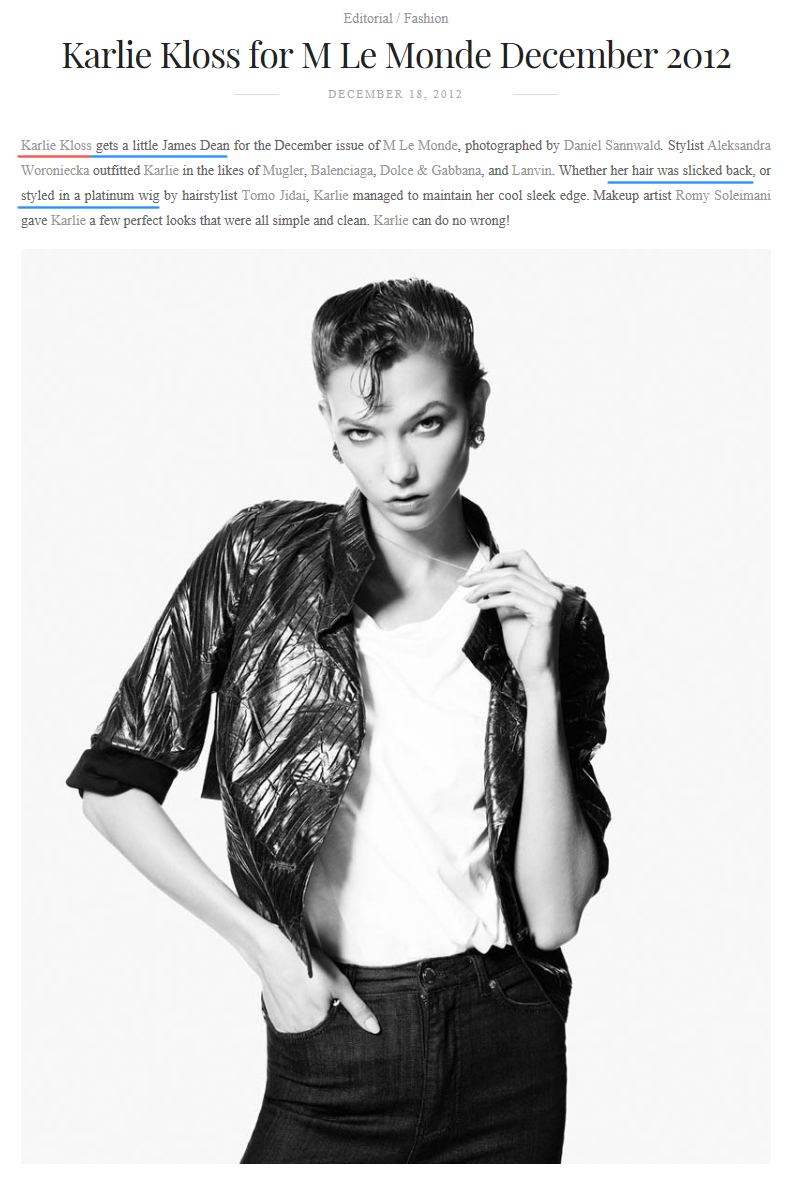 Editorial / Fashion
Karlie Kloss for M Le Monde December 2012
DECEMBER 18, 2012
Karlie Kloss gets a little James Dean for the December issue of M Le Monde, photographed by Daniel Sannwald. Stylist Aleksandra
Woroniecka outfitted Karlie in the likes of Mugler, Balenciaga, Dolce & Gabbana, and Lanvin. Whether her hair was slicked back, or
styled in a platinum wig by hairstylist Tomo Jidai, Karlie managed to maintain her cool sleek edge. Makeup artist Romy Soleimani
gave Karlie a few perfect looks that were all simple and clean. Karlie can do no wrong!